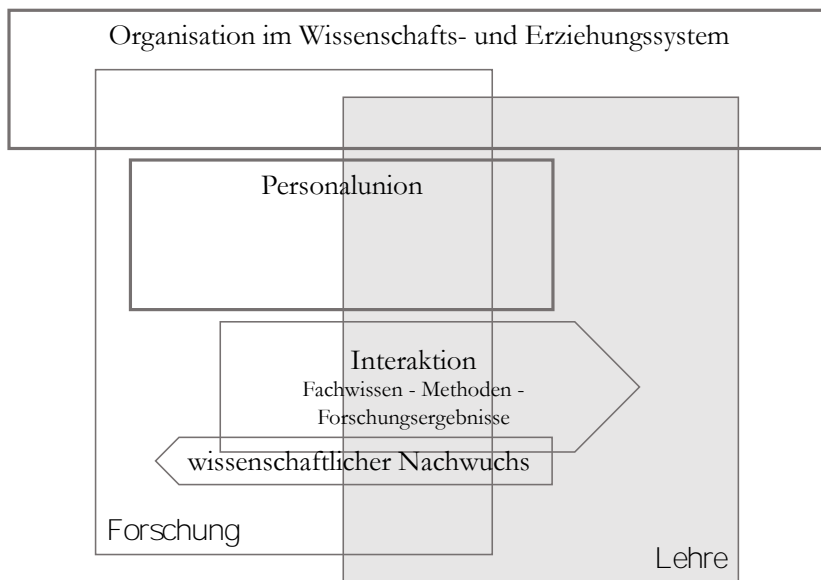 Organisation im Wissenschafts- und Erziehungssystem
Personalunion
Interaktion
Fachwissen - Methoden -
Forschungsergebnisse
wissenschaftlicher Nachwuchs
Forschung
Lehre